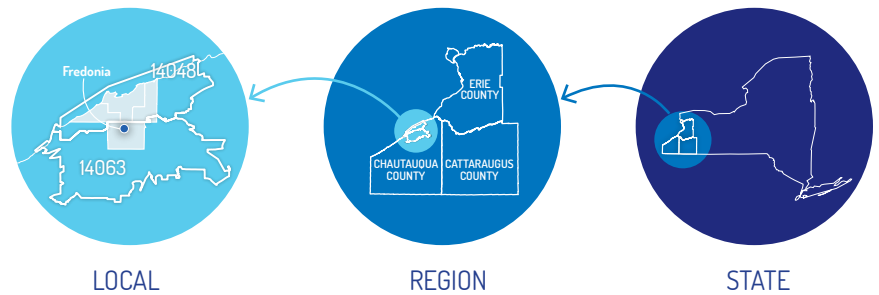 Fredonia
14048
14063
LOCAL
ERIE
COUNTY
CHAUTAUQUA
COUNTY
CATTARAUGUS
COUNTY
REGION
STATE